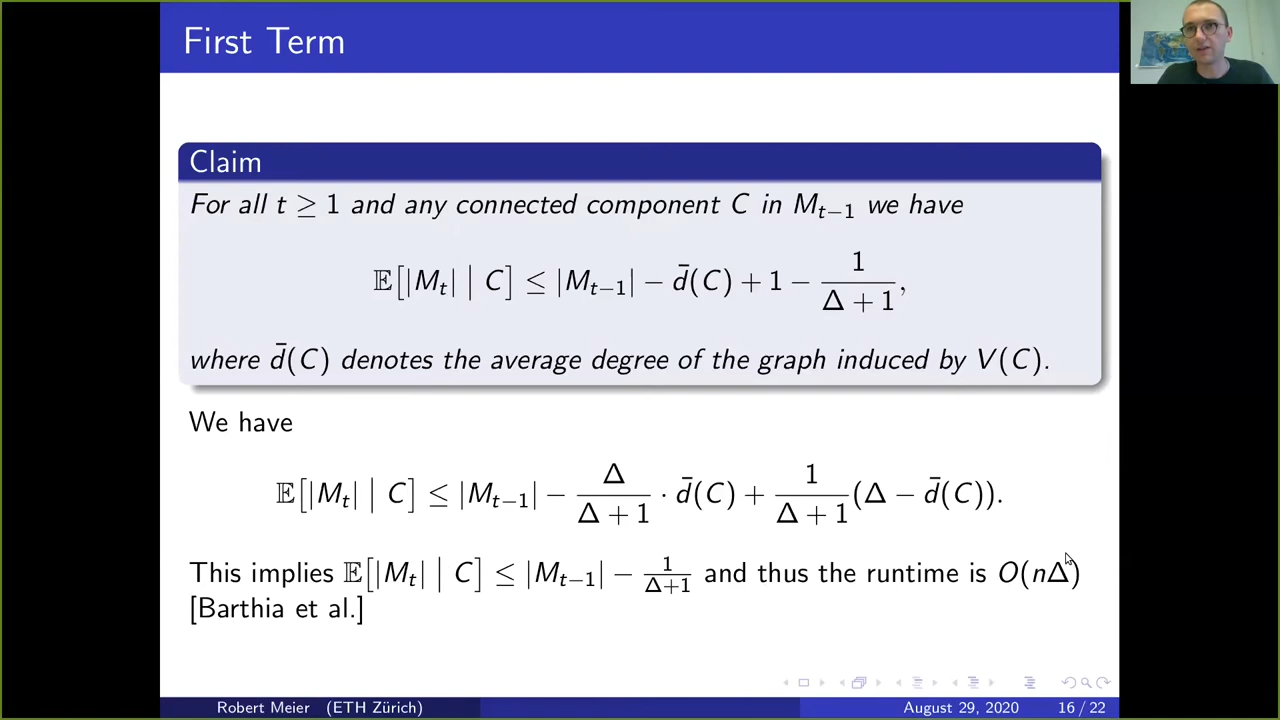 First Term
Claim
For all t ≥ 1 and any connected component C in M_{t−1} we have
𝔼[|M_t| | C] ≤ |M_{t−1}| − d̄(C) + 1 − 1/(Δ + 1),
where d̄(C) denotes the average degree of the graph induced by V(C).
We have
𝔼[|M_t| | C] ≤ |M_{t−1}| − Δ/(Δ + 1) · d̄(C) + 1/(Δ + 1) (Δ − d̄(C)).
This implies 𝔼[|M_t| | C] ≤ |M_{t−1}| − 1/(Δ+1) and thus the runtime is O(nΔ)
[Barthia et al.]
Robert Meier (ETH Zürich) August 29, 2020 16 / 22